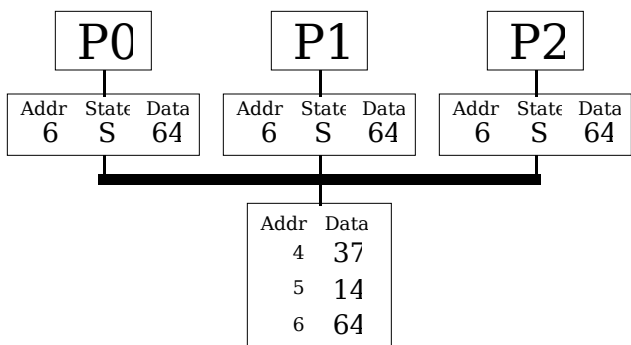 P0 P1 P2
Addr State Data Addr State Data Addr State Data
6 S 64 6 S 64 6 S 64
Addr Data
4 37
5 14
6 64